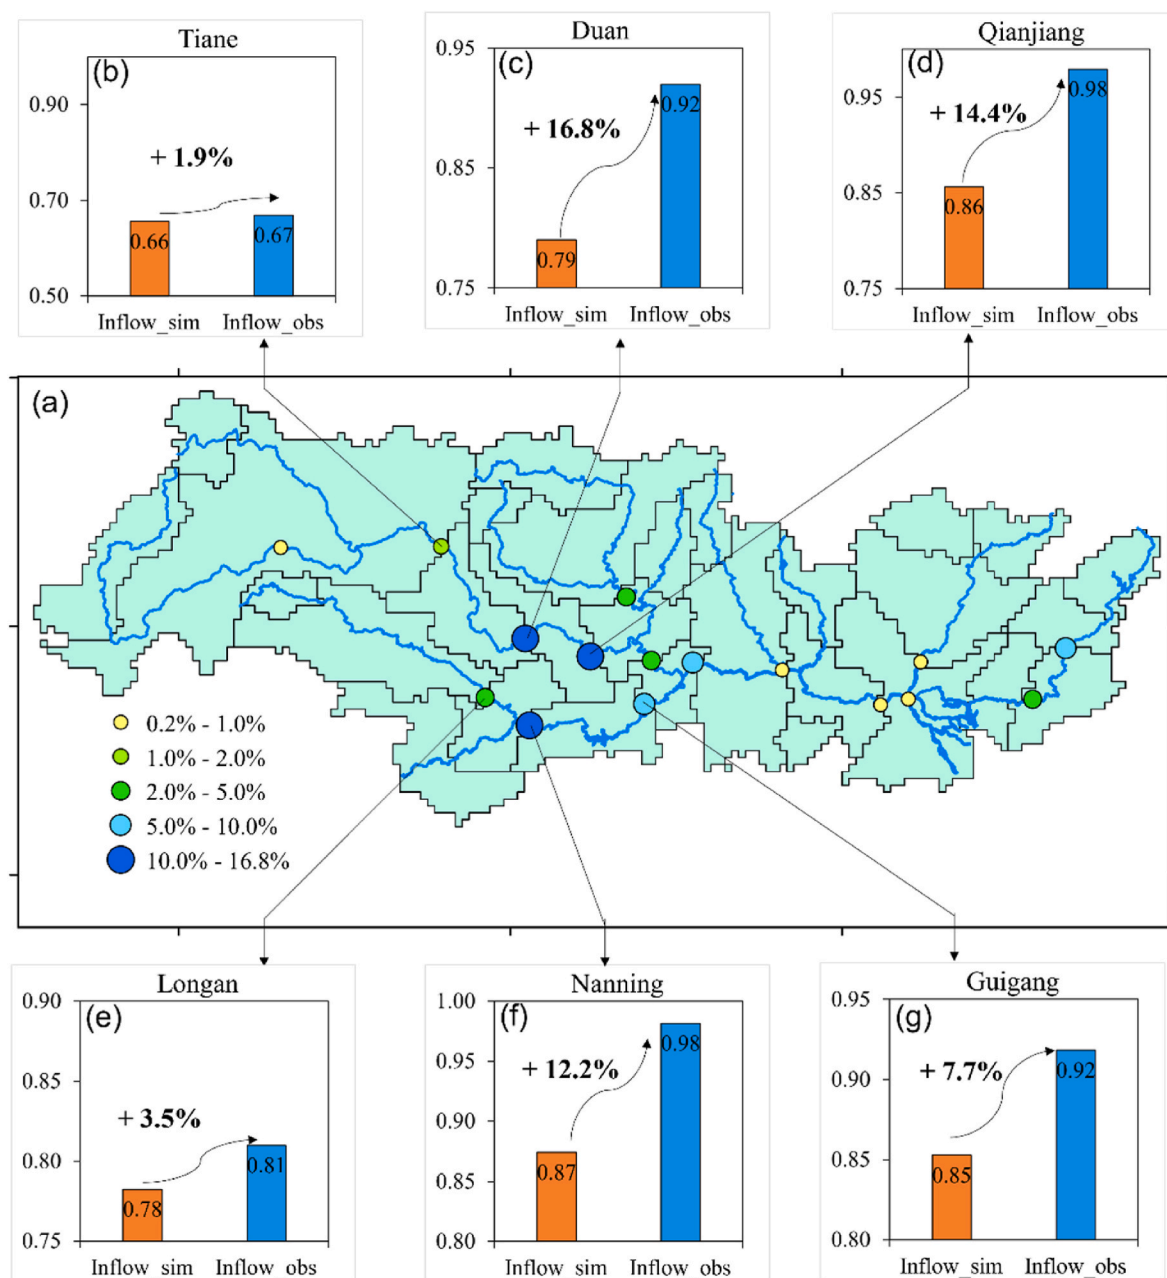 Tiane
(b)
0.90
0.70
0.50
+ 1.9%
0.66
0.67
Inflow_sim Inflow_obs
Duan
(c)
0.95
0.85
0.75
+ 16.8%
0.79
0.92
Inflow_sim Inflow_obs
Qianjiang
(d)
0.95
0.85
0.75
+ 14.4%
0.86
0.98
Inflow_sim Inflow_obs
(a)
0.2% - 1.0%
1.0% - 2.0%
2.0% - 5.0%
5.0% - 10.0%
10.0% - 16.8%
Longan
(e)
0.90
0.85
0.80
0.75
+ 3.5%
0.78
0.81
Inflow_sim Inflow_obs
Nanning
(f)
1.00
0.95
0.90
0.85
0.80
+ 12.2%
0.87
0.98
Inflow_sim Inflow_obs
Guigang
(g)
0.95
0.90
0.85
0.80
+ 7.7%
0.85
0.92
Inflow_sim Inflow_obs